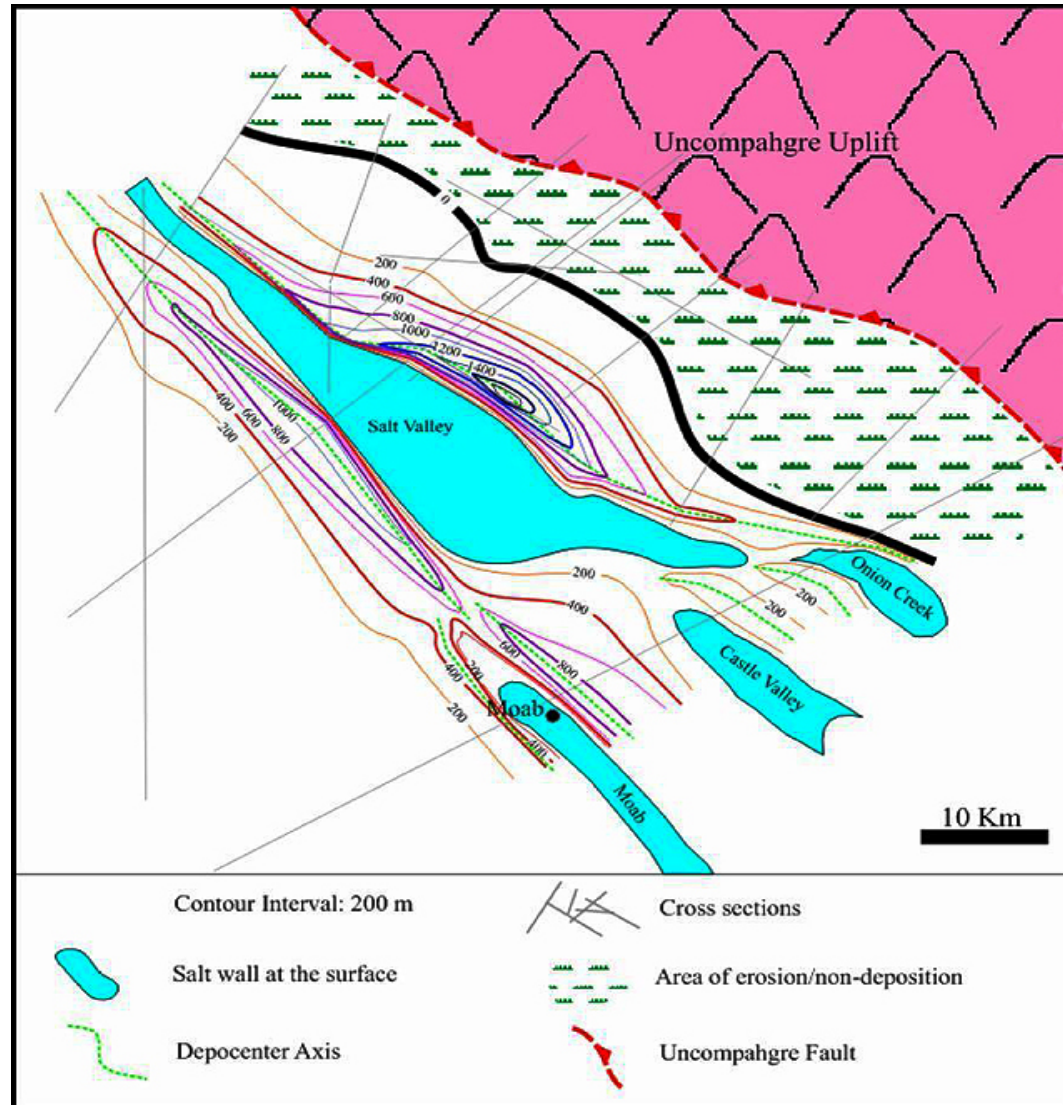 Uncompahgre Uplift
0
200
400
600
800
1000
1200
1400
Salt Valley
1000
800
600
400
200
200
400
200
200
Onion Creek
Castle Valley
600
800
200
400
200
400
Moab
Moab
10 Km
Contour Interval: 200 m
Cross sections
Salt wall at the surface
Area of erosion/non-deposition
Depocenter Axis
Uncompahgre Fault